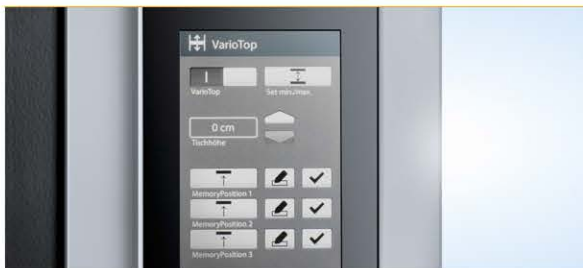 VarioTop
VarioTop Set min./max.
0 cm
Tischhöhe
MemoryPosition 1
MemoryPosition 2
MemoryPosition 3